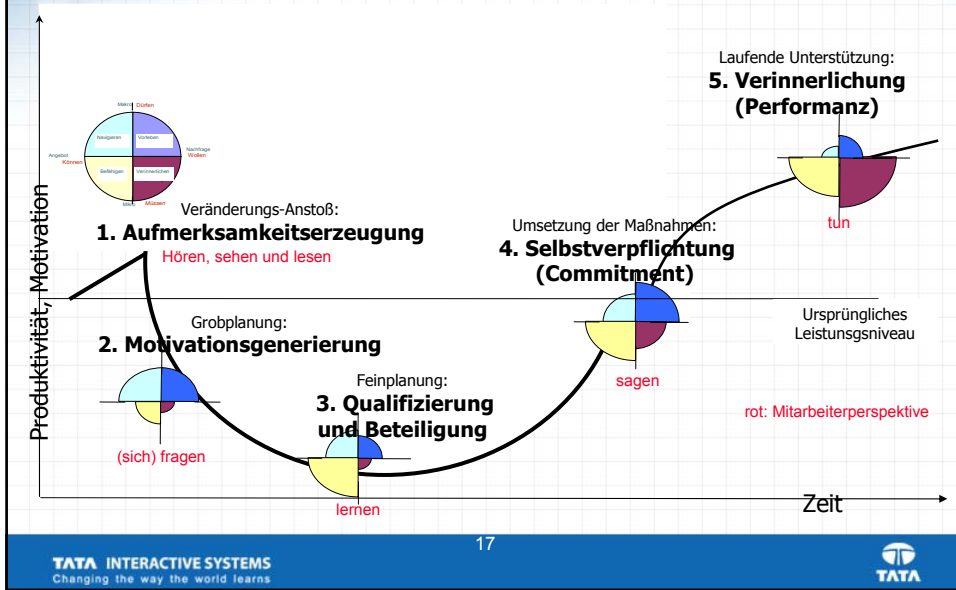 Produktivität, Motivation
Makro
Dürfen
Navigieren
Vorleben
Angebot
Können
Nachfrage
Wollen
Befähigen
Verinnerlichen
Mikro
Müssen
Veränderungs-Anstoß:
1. Aufmerksamkeitserzeugung
Hören, sehen und lesen
Grobplanung:
2. Motivationsgenerierung
(sich) fragen
Feinplanung:
3. Qualifizierung
und Beteiligung
lernen
Umsetzung der Maßnahmen:
4. Selbstverpflichtung
(Commitment)
sagen
Laufende Unterstützung:
5. Verinnerlichung
(Performanz)
tun
Ursprüngliches
Leistunsgsniveau
rot: Mitarbeiterperspektive
Zeit
17
TATA INTERACTIVE SYSTEMS
Changing the way the world learns
TATA